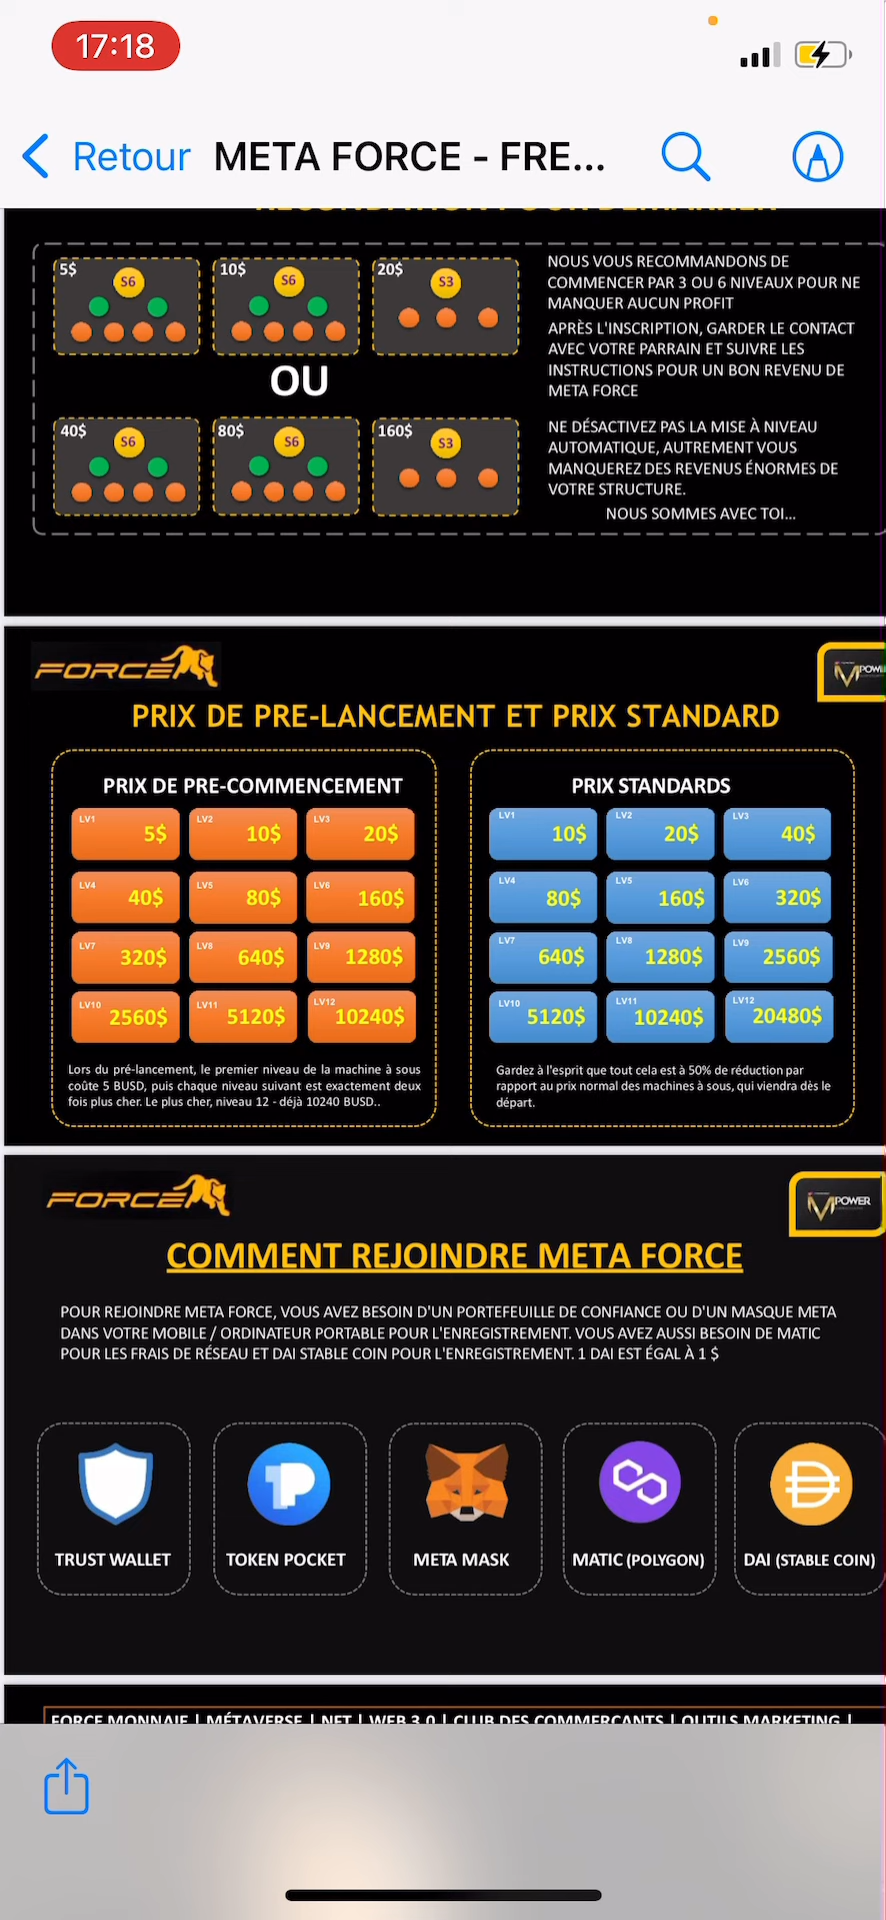 17:18
Retour META FORCE - FRE...
5$
S6
10$
S6
20$
S3
OU
40$
S6
80$
S6
160$
S3
NOUS VOUS RECOMMANDONS DE
COMMENCER PAR 3 OU 6 NIVEAUX POUR NE
MANQUER AUCUN PROFIT
APRÈS L'INSCRIPTION, GARDER LE CONTACT
AVEC VOTRE PARRAIN ET SUIVRE LES
INSTRUCTIONS POUR UN BON REVENU DE
META FORCE
NE DÉSACTIVEZ PAS LA MISE À NIVEAU
AUTOMATIQUE, AUTREMENT VOUS
MANQUEREZ DES REVENUS ÉNORMES DE
VOTRE STRUCTURE.
NOUS SOMMES AVEC TOI...
FORCE
PRIX DE PRE-LANCEMENT ET PRIX STANDARD
PRIX DE PRE-COMMENCEMENT
LV1 5$
LV2 10$
LV3 20$
LV4 40$
LV5 80$
LV6 160$
LV7 320$
LV8 640$
LV9 1280$
LV10 2560$
LV11 5120$
LV12 10240$
Lors du pré-lancement, le premier niveau de la machine à sous
coûte 5 BUSD, puis chaque niveau suivant est exactement deux
fois plus cher. Le plus cher, niveau 12 - déjà 10240 BUSD..
PRIX STANDARDS
LV1 10$
LV2 20$
LV3 40$
LV4 80$
LV5 160$
LV6 320$
LV7 640$
LV8 1280$
LV9 2560$
LV10 5120$
LV11 10240$
LV12 20480$
Gardez à l'esprit que tout cela est à 50% de réduction par
rapport au prix normal des machines à sous, qui viendra dès le
départ.
FORCE
MPOWER
COMMENT REJOINDRE META FORCE
POUR REJOINDRE META FORCE, VOUS AVEZ BESOIN D'UN PORTEFEUILLE DE CONFIANCE OU D'UN MASQUE META
DANS VOTRE MOBILE / ORDINATEUR PORTABLE POUR L'ENREGISTREMENT. VOUS AVEZ AUSSI BESOIN DE MATIC
POUR LES FRAIS DE RÉSEAU ET DAI STABLE COIN POUR L'ENREGISTREMENT. 1 DAI EST ÉGAL À 1 $
TRUST WALLET
TOKEN POCKET
META MASK
MATIC (POLYGON)
DAI (STABLE COIN)
FORCE MONNAIE | MÉTAVERSE | NFT | WEB 3.0 | CLUB DES COMMERÇANTS | OUTILS MARKETING |